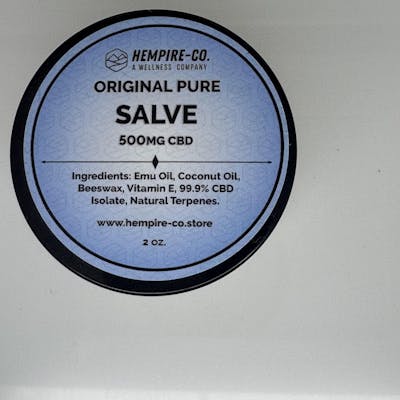 HEMPIRE-CO.
A WELLNESS COMPANY
ORIGINAL PURE
SALVE
500MG CBD
Ingredients: Emu Oil, Coconut Oil,
Beeswax, Vitamin E, 99.9% CBD
Isolate, Natural Terpenes.
www.hempire-co.store
2 OZ.